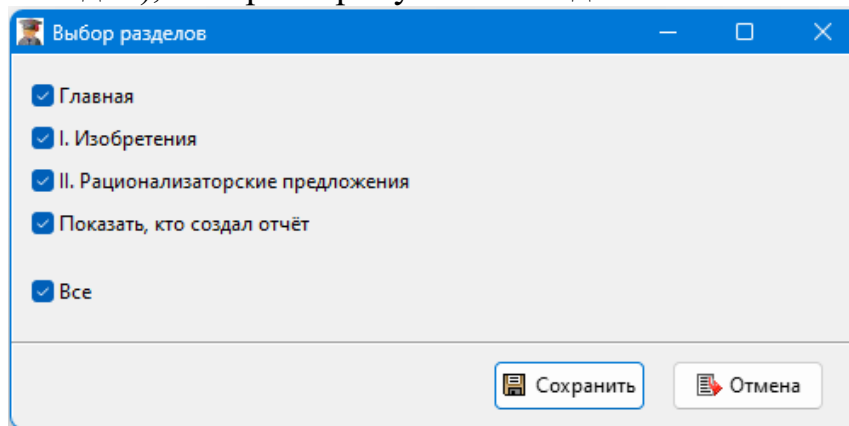 Выбор разделов
Главная
I. Изобретения
II. Рационализаторские предложения
Показать, кто создал отчёт
Все
Сохранить Отмена